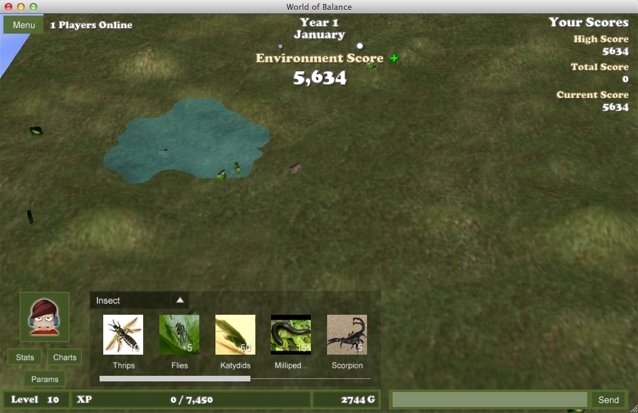 World of Balance
Menu
1 Players Online
Year 1
January
Environment Score +
5,634
Your Scores
High Score
5634
Total Score
0
Current Score
5634
Insect
Thrips
Flies
Katydids
Milliped...
Scorpion
Stats
Charts
Params
Level 10
XP
0 / 7,450
2744 G
Send